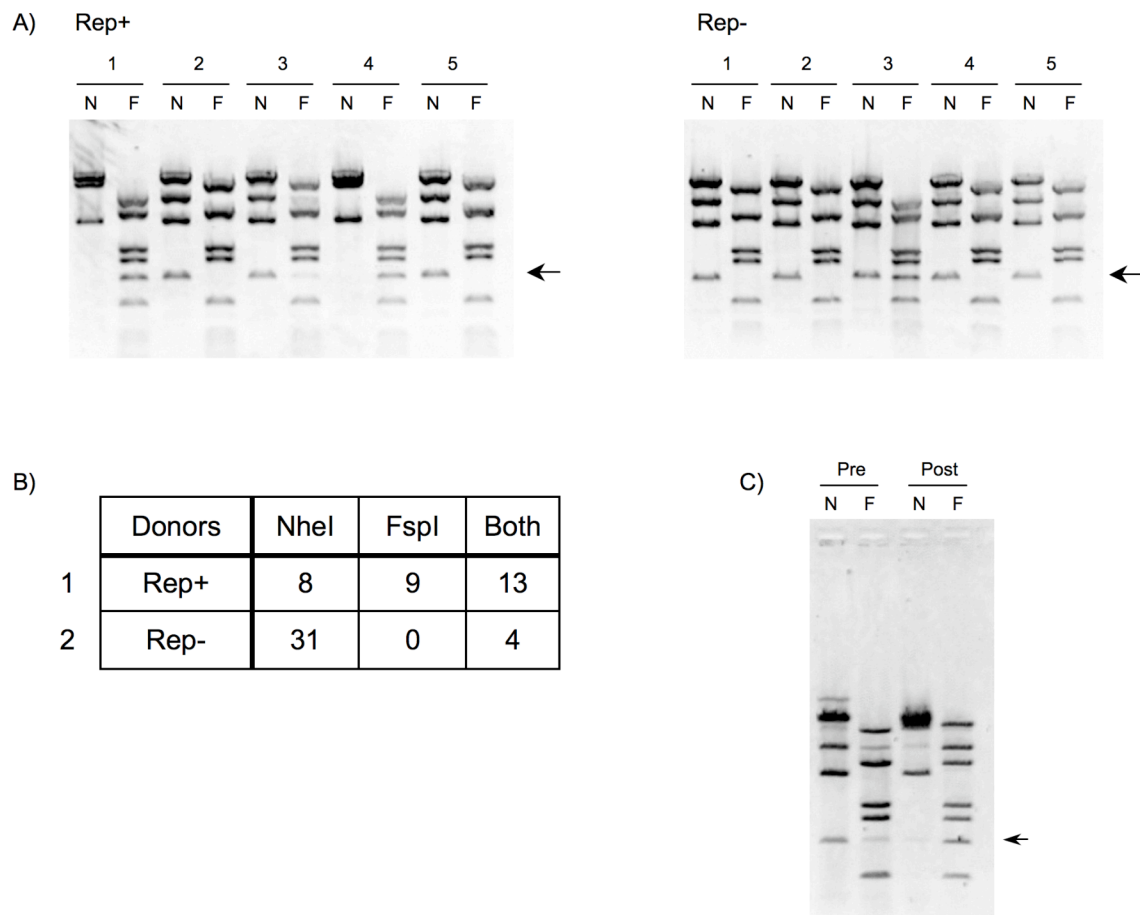 A) Rep+ Rep-
1 2 3 4 5 1 2 3 4 5
N F N F N F N F N F N F N F N F N F N F
B)
Donors NheI FspI Both
1 Rep+ 8 9 13
2 Rep- 31 0 4
C)
Pre Post
N F N F